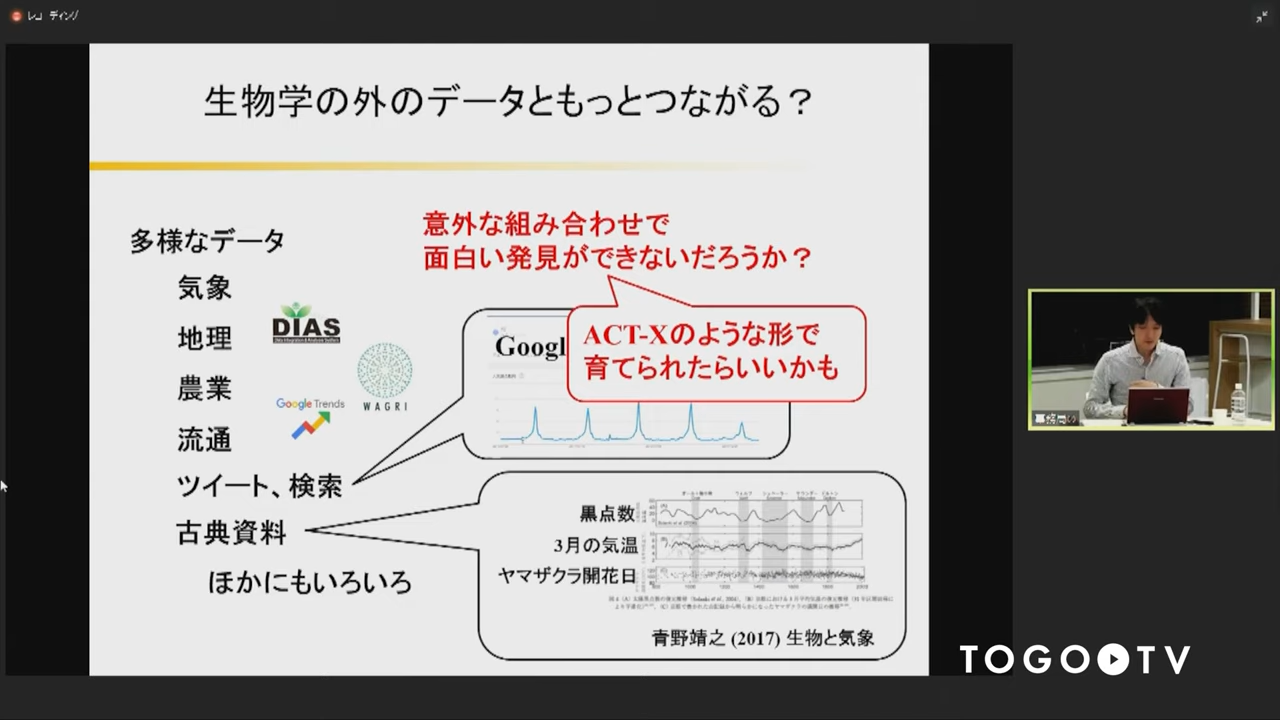 生物学の外のデータともっとつながる？
多様なデータ
気象
地理
農業
流通
ツイート、検索
古典資料
ほかにもいろいろ
DIAS
WAGRI
Google Trends
意外な組み合わせで
面白い発見ができないだろうか？
ACT-Xのような形で
育てられたらいいかも
Googl
黒点数
3月の気温
ヤマザクラ開花日
青野靖之 (2017) 生物と気象
TOGO TV